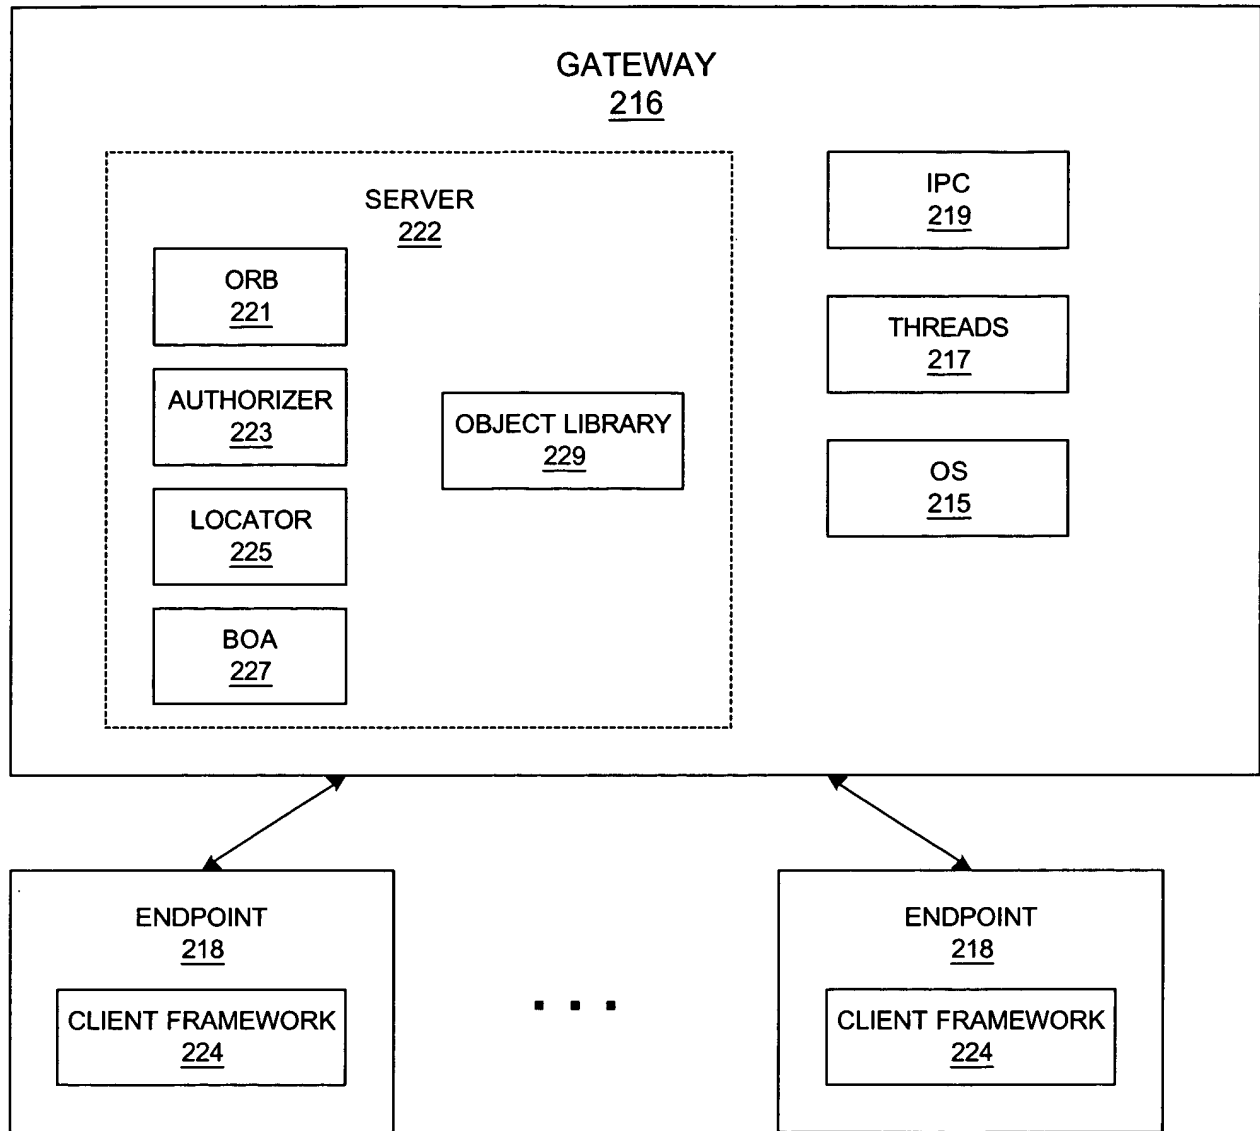 GATEWAY
216
SERVER
222
ORB
221
AUTHORIZER
223
LOCATOR
225
BOA
227
OBJECT LIBRARY
229
IPC
219
THREADS
217
OS
215
ENDPOINT
218
CLIENT FRAMEWORK
224
ENDPOINT
218
CLIENT FRAMEWORK
224